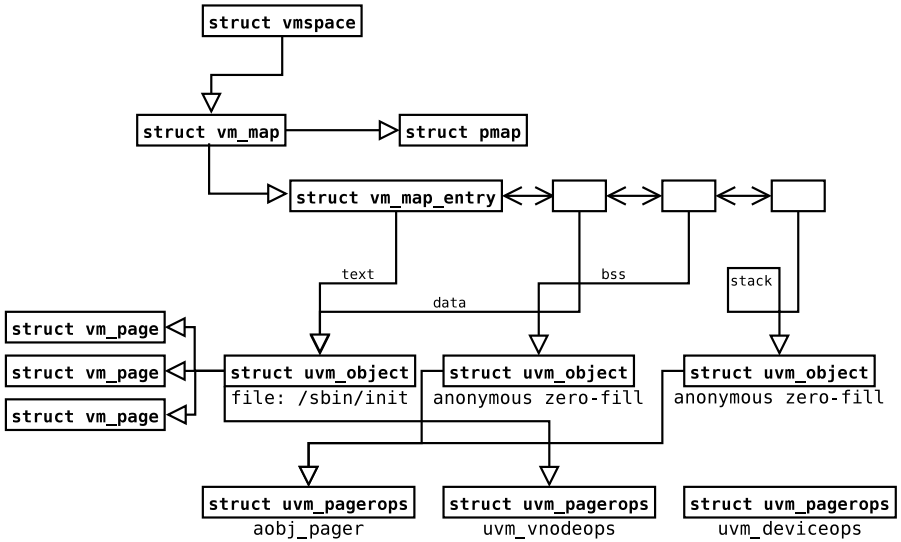 struct vmspace
struct vm_map
struct pmap
struct vm_map_entry
text
bss
stack
data
struct vm_page
struct vm_page
struct vm_page
struct uvm_object
file: /sbin/init
struct uvm_object
anonymous zero-fill
struct uvm_object
anonymous zero-fill
struct uvm_pagerops
aobj_pager
struct uvm_pagerops
uvm_vnodeops
struct uvm_pagerops
uvm_deviceops